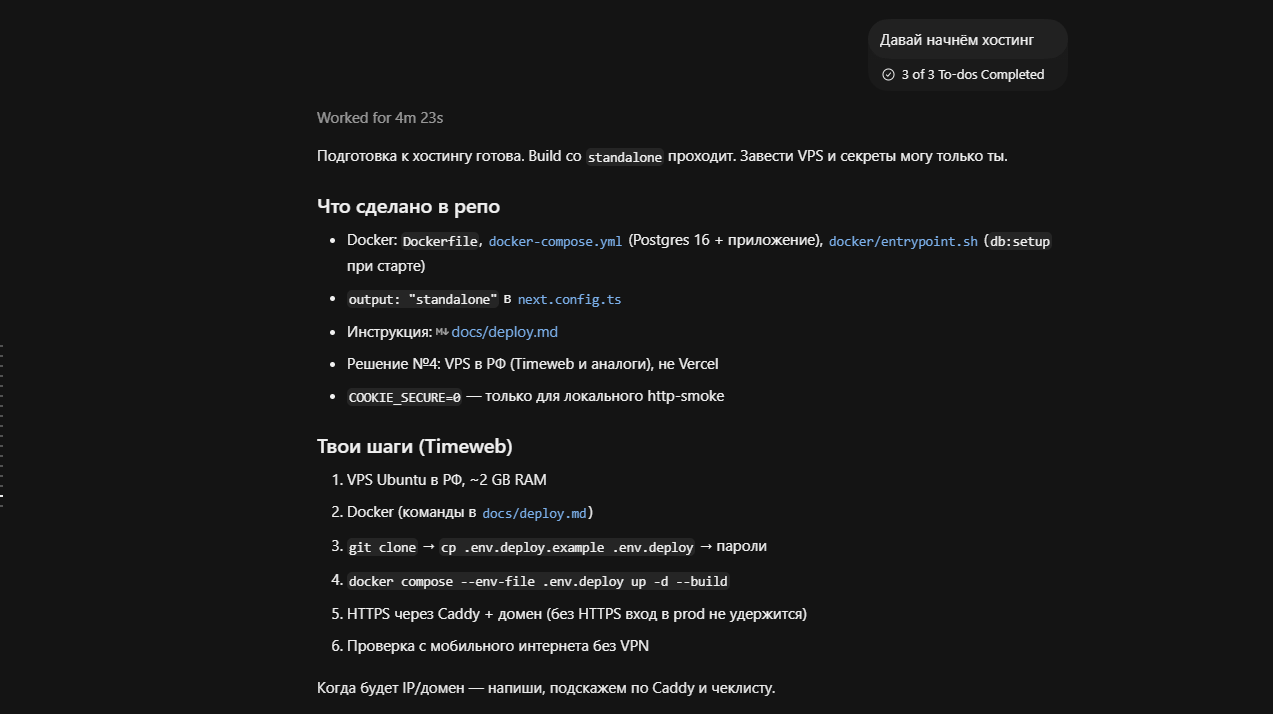 Давай начнём хостинг
3 of 3 To-dos Completed
Worked for 4m 23s
Подготовка к хостингу готова. Build со standalone проходит. Завести VPS и секреты могу только ты.
Что сделано в репо
• Docker: Dockerfile, docker-compose.yml (Postgres 16 + приложение), docker/entrypoint.sh (db:setup
при старте)
• output: "standalone" в next.config.ts
• Инструкция: M↓ docs/deploy.md
• Решение №4: VPS в РФ (Timeweb и аналоги), не Vercel
• COOKIE_SECURE=0 — только для локального http-smoke
Твои шаги (Timeweb)
1. VPS Ubuntu в РФ, ~2 GB RAM
2. Docker (команды в docs/deploy.md)
3. git clone → cp .env.deploy.example .env.deploy → пароли
4. docker compose --env-file .env.deploy up -d --build
5. HTTPS через Caddy + домен (без HTTPS вход в prod не удержится)
6. Проверка с мобильного интернета без VPN
Когда будет IP/домен — напиши, подскажем по Caddy и чеклисту.